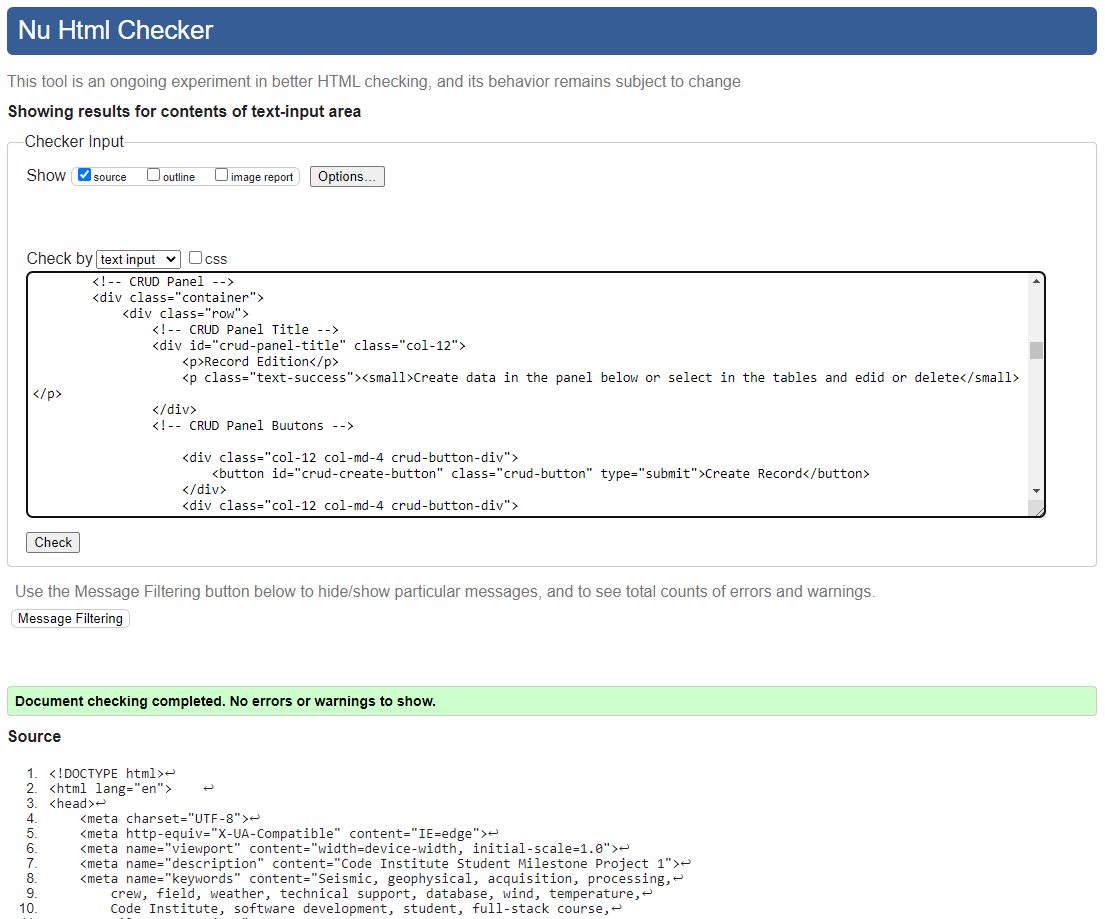 Nu Html Checker
This tool is an ongoing experiment in better HTML checking, and its behavior remains subject to change
Showing results for contents of text-input area
Checker Input
Show source outline image report Options...
Check by text input css
<!-- CRUD Panel -->
<div class="container">
<div class="row">
<!-- CRUD Panel Title -->
<div id="crud-panel-title" class="col-12">
<p>Record Edition</p>
<p class="text-success"><small>Create data in the panel below or select in the tables and edid or delete</small>
</p>
</div>
<!-- CRUD Panel Buutons -->
<div class="col-12 col-md-4 crud-button-div">
<button id="crud-create-button" class="crud-button" type="submit">Create Record</button>
</div>
<div class="col-12 col-md-4 crud-button-div">
Check
Use the Message Filtering button below to hide/show particular messages, and to see total counts of errors and warnings.
Message Filtering
Document checking completed. No errors or warnings to show.
Source
1. <!DOCTYPE html>↩
2. <html lang="en">    ↩
3. <head>↩
4. <meta charset="UTF-8">↩
5. <meta http-equiv="X-UA-Compatible" content="IE=edge">↩
6. <meta name="viewport" content="width=device-width, initial-scale=1.0">↩
7. <meta name="description" content="Code Institute Student Milestone Project 1">↩
8. <meta name="keywords" content="Seismic, geophysical, acquisition, processing,↩
9. crew, field, weather, technical support, database, wind, temperature,↩
10. Code Institute, software development, student, full-stack course,↩